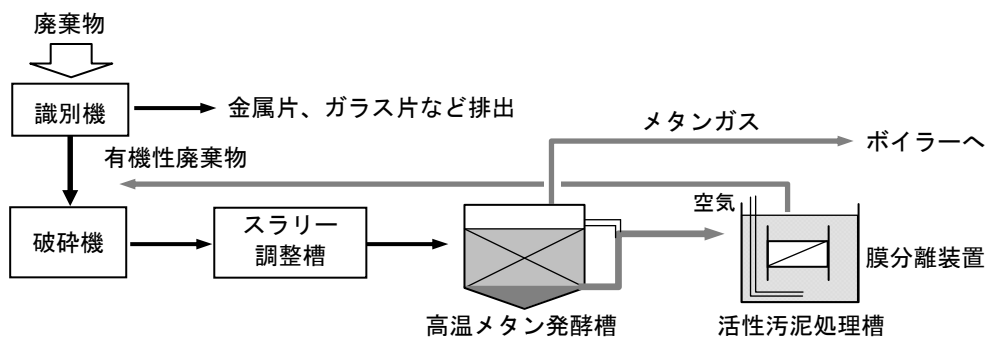 廃棄物
識別機
金属片、ガラス片など排出
メタンガス
ボイラーへ
有機性廃棄物
空気
破砕機
スラリー
調整槽
膜分離装置
高温メタン発酵槽
活性汚泥処理槽